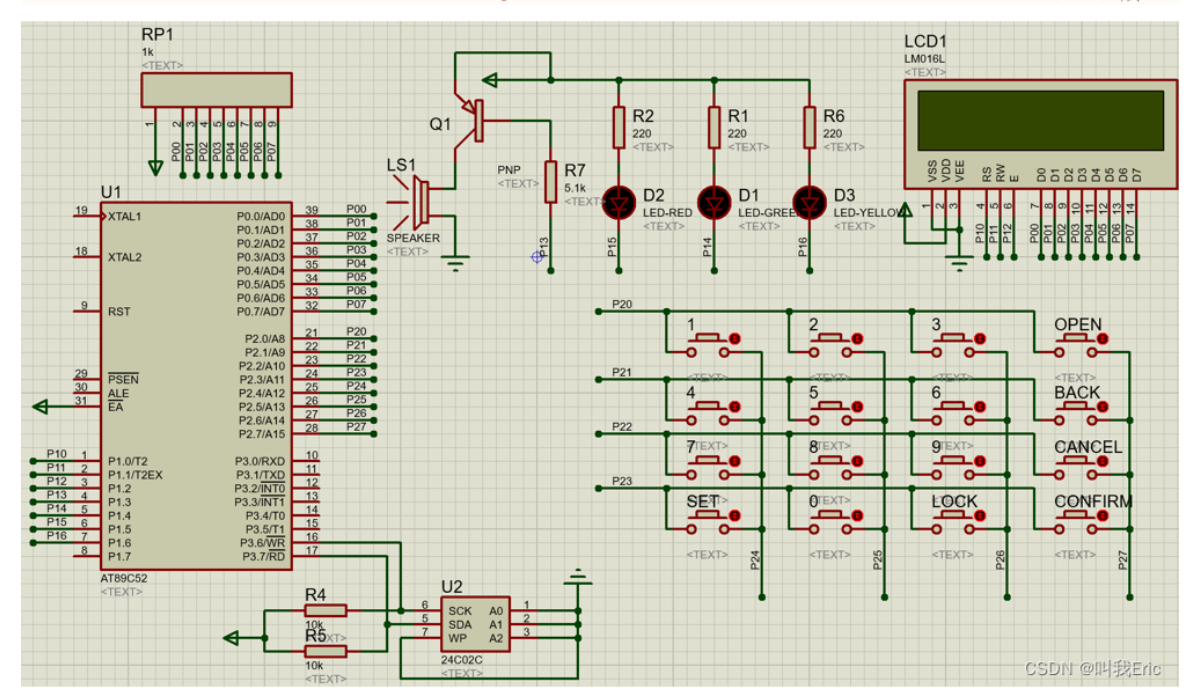 RP1
1k
<TEXT>
1 2 3 4 5 6 7 8 9
P00 P01 P02 P03 P04 P05 P06 P07
Q1
PNP
<TEXT>
LS1
SPEAKER
<TEXT>
R7
5.1k
<TEXT>
P13
R2
220
<TEXT>
R1
220
<TEXT>
R6
220
<TEXT>
D2
LED-RED
<TEXT>
P15
D1
LED-GREE
<TEXT>
P14
D3
LED-YELLO
<TEXT>
P16
LCD1
LM016L
<TEXT>
VSS VDD VEE RS RW E D0 D1 D2 D3 D4 D5 D6 D7
1 2 3 4 5 6 7 8 9 10 11 12 13 14
P10 P11 P12 P00 P01 P02 P03 P04 P05 P06 P07
U1
19 XTAL1
18 XTAL2
9 RST
29 PSEN
30 ALE
31 EA
P10 1 P1.0/T2
P11 2 P1.1/T2EX
P12 3 P1.2
P13 4 P1.3
P14 5 P1.4
P15 6 P1.5
P16 7 P1.6
8 P1.7
P0.0/AD0 39 P00
P0.1/AD1 38 P01
P0.2/AD2 37 P02
P0.3/AD3 36 P03
P0.4/AD4 35 P04
P0.5/AD5 34 P05
P0.6/AD6 33 P06
P0.7/AD7 32 P07
P2.0/A8 21 P20
P2.1/A9 22 P21
P2.2/A10 23 P22
P2.3/A11 24 P23
P2.4/A12 25 P24
P2.5/A13 26 P25
P2.6/A14 27 P26
P2.7/A15 28 P27
P3.0/RXD 10
P3.1/TXD 11
P3.2/INT0 12
P3.3/INT1 13
P3.4/T0 14
P3.5/T1 15
P3.6/WR 16
P3.7/RD 17
AT89C52
<TEXT>
R4
10k
<TEXT>
R5
10k
<TEXT>
U2
6 SCK A0 1
5 SDA A1 2
7 WP A2 3
24C02C
<TEXT>
P20
1 2 3 OPEN
<TEXT> <TEXT> <TEXT> <TEXT>
P21
4 5 6 BACK
<TEXT> <TEXT> <TEXT> <TEXT>
P22
7 8 9 CANCEL
<TEXT> <TEXT> <TEXT> <TEXT>
P23
SET 0 LOCK CONFIRM
<TEXT> <TEXT> <TEXT> <TEXT>
P24 P25 P26 P27
CSDN @叫我Eric